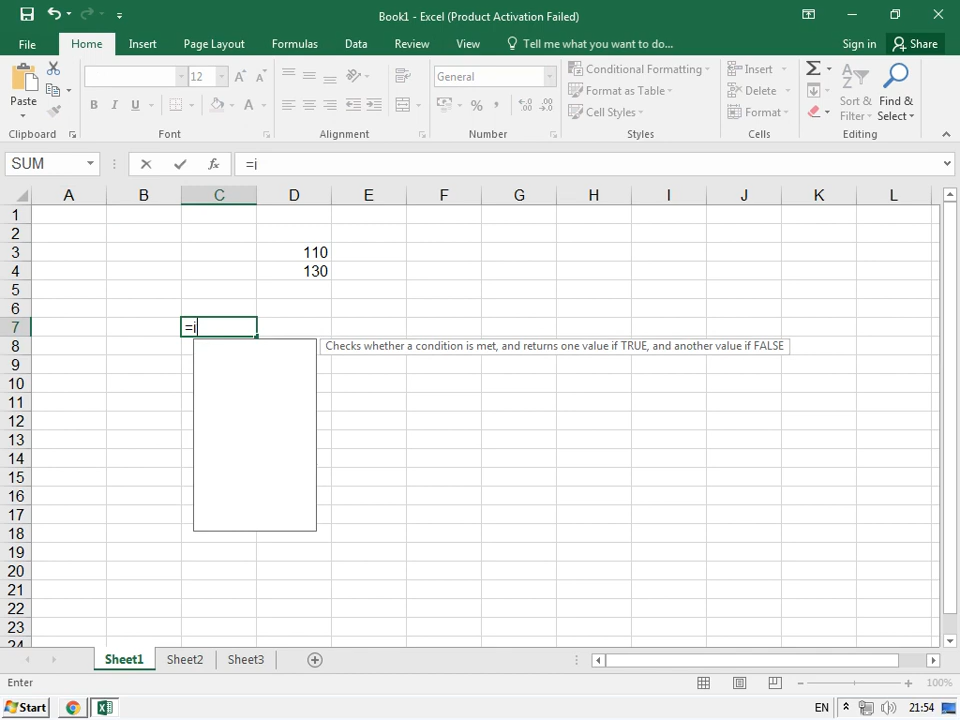 Book1 - Excel (Product Activation Failed)
File Home Insert Page Layout Formulas Data Review View Tell me what you want to do... Sign in Share
Paste
Clipboard
12
B I U A A A
Font
Alignment
General
%
Number
Conditional Formatting
Format as Table
Cell Styles
Styles
Insert
Delete
Format
Cells
Sort &
Filter
Find &
Select
Editing
SUM fx =i
A B C D E F G H I J K L
1
2
3 110
4 130
5
6
7 =i
8 Checks whether a condition is met, and returns one value if TRUE, and another value if FALSE
9
10
11
12
13
14
15
16
17
18
19
20
21
22
23
24
Sheet1 Sheet2 Sheet3
Enter 100%
Start EN 21:54